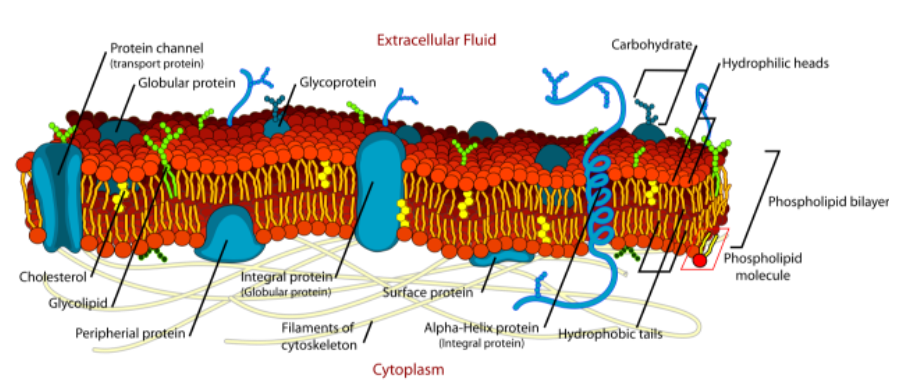 Extracellular Fluid
Carbohydrate
Protein channel
(transport protein)
Hydrophilic heads
Globular protein
Glycoprotein
Phospholipid bilayer
Phospholipid
molecule
Cholesterol
Integral protein
(Globular protein)
Glycolipid
Surface protein
Peripherial protein
Filaments of
cytoskeleton
Alpha-Helix protein
(Integral protein)
Hydrophobic tails
Cytoplasm